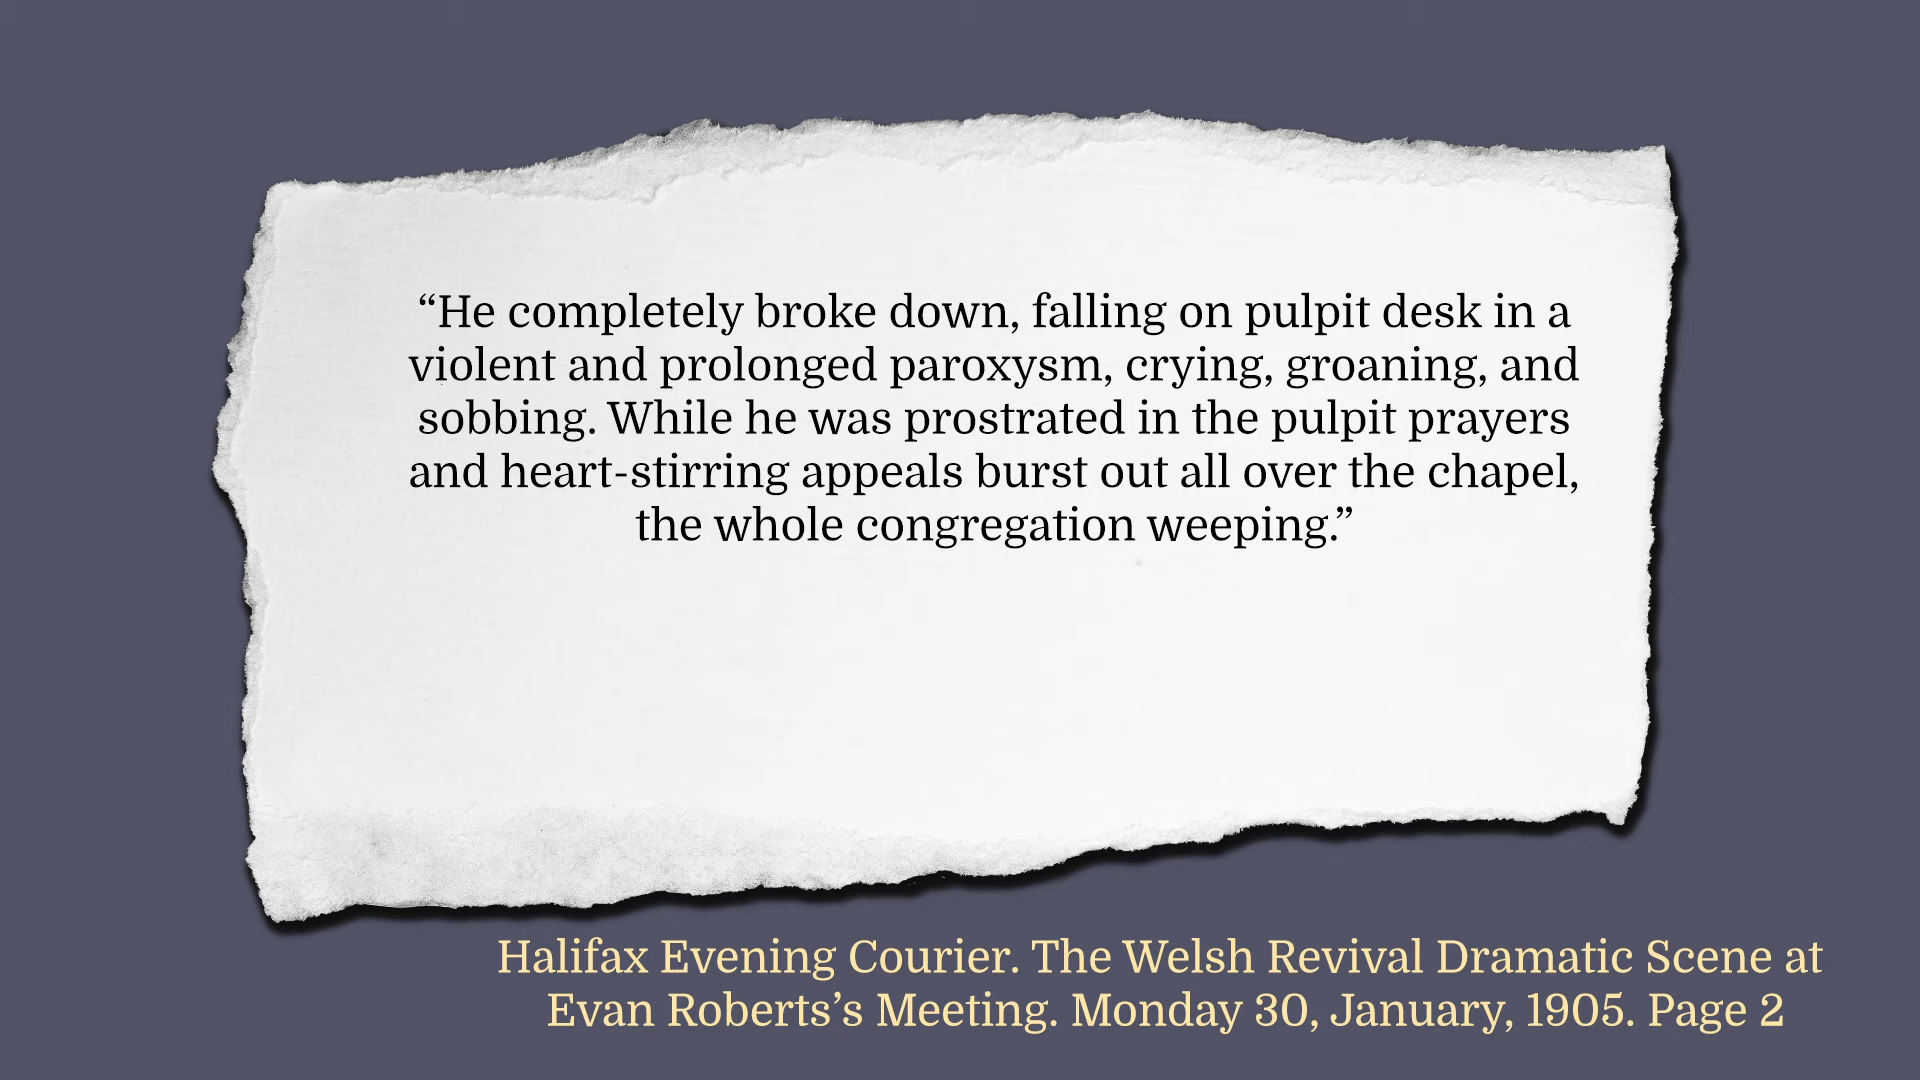 “He completely broke down, falling on pulpit desk in a
violent and prolonged paroxysm, crying, groaning, and
sobbing. While he was prostrated in the pulpit prayers
and heart-stirring appeals burst out all over the chapel,
the whole congregation weeping.”
Halifax Evening Courier. The Welsh Revival Dramatic Scene at
Evan Roberts’s Meeting. Monday 30, January, 1905. Page 2